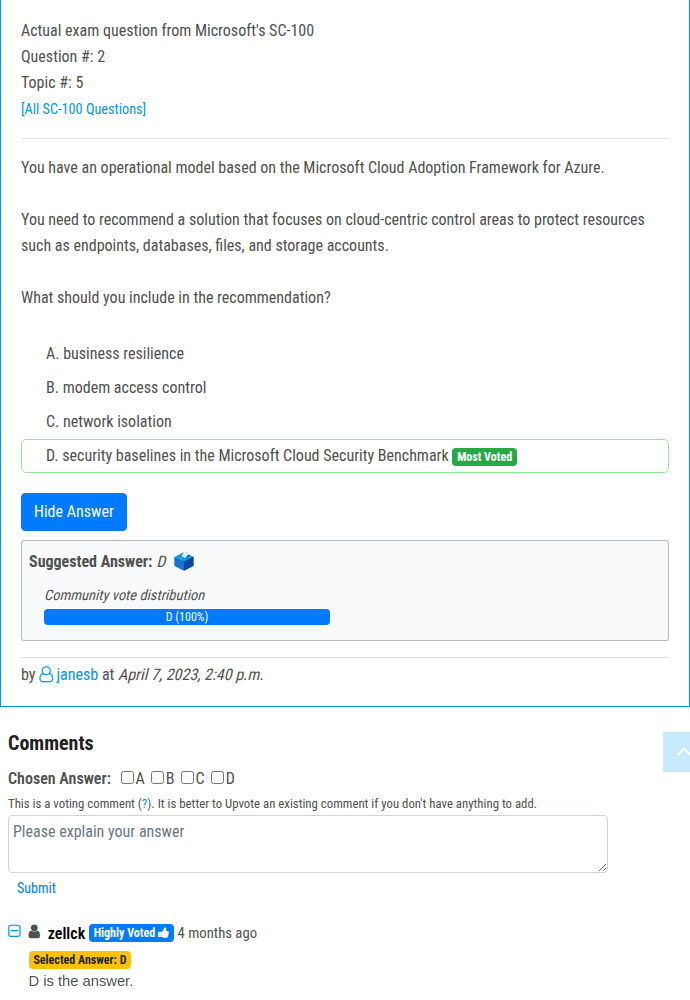 Actual exam question from Microsoft's SC-100
Question #: 2
Topic #: 5
[All SC-100 Questions]
You have an operational model based on the Microsoft Cloud Adoption Framework for Azure.
You need to recommend a solution that focuses on cloud-centric control areas to protect resources
such as endpoints, databases, files, and storage accounts.
What should you include in the recommendation?
A. business resilience
B. modem access control
C. network isolation
D. security baselines in the Microsoft Cloud Security Benchmark Most Voted
Hide Answer
Suggested Answer: D
Community vote distribution
D (100%)
by janesb at April 7, 2023, 2:40 p.m.
Comments
Chosen Answer: A B C D
This is a voting comment (?). It is better to Upvote an existing comment if you don't have anything to add.
Please explain your answer
Submit
zellck Highly Voted 4 months ago
Selected Answer: D
D is the answer.